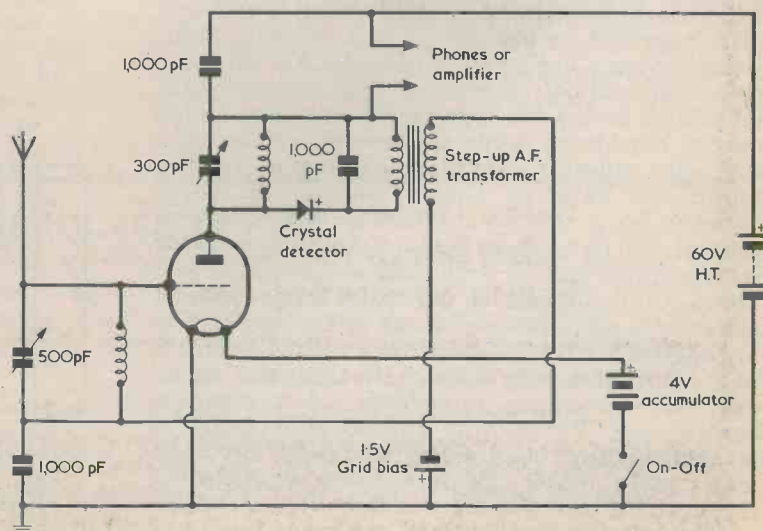 1,000 pF
Phones or
amplifier
300pF
1,000
pF
Step-up A.F.
transformer
+
Crystal
detector
+
60V
H.T.
500pF
+
4V
accumulator
1,000 pF
1·5V
Grid bias
+
On-Off